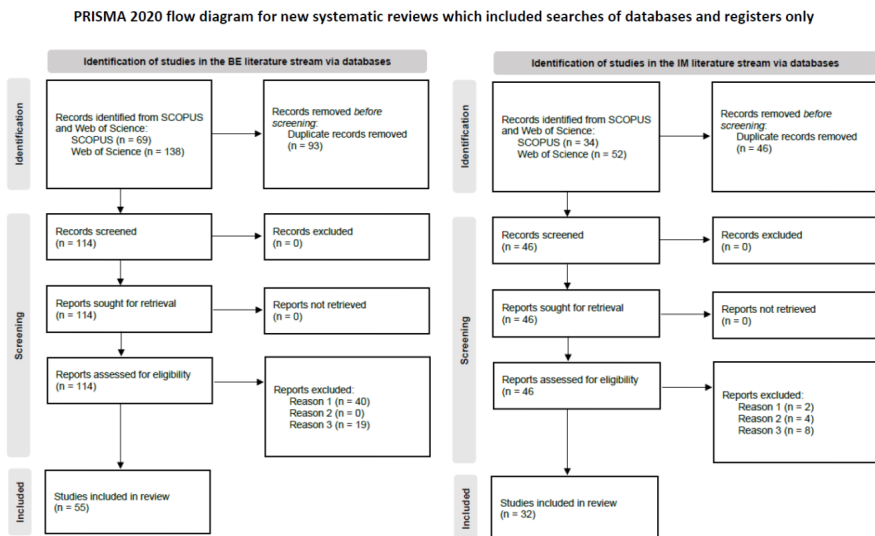 PRISMA 2020 flow diagram for new systematic reviews which included searches of databases and registers only
Identification of studies in the BE literature stream via databases
Identification
Records identified from SCOPUS
and Web of Science:
SCOPUS (n = 69)
Web of Science (n = 138)
Records removed before
screening:
Duplicate records removed
(n = 93)
Screening
Records screened
(n = 114)
Records excluded
(n = 0)
Reports sought for retrieval
(n = 114)
Reports not retrieved
(n = 0)
Reports assessed for eligibility
(n = 114)
Reports excluded:
Reason 1 (n = 40)
Reason 2 (n = 0)
Reason 3 (n = 19)
Included
Studies included in review
(n = 55)
Identification of studies in the IM literature stream via databases
Identification
Records identified from SCOPUS
and Web of Science:
SCOPUS (n = 34)
Web of Science (n = 52)
Records removed before
screening:
Duplicate records removed
(n = 46)
Screening
Records screened
(n = 46)
Records excluded
(n = 0)
Reports sought for retrieval
(n = 46)
Reports not retrieved
(n = 0)
Reports assessed for eligibility
(n = 46
Reports excluded:
Reason 1 (n = 2)
Reason 2 (n = 4)
Reason 3 (n = 8)
Included
Studies included in review
(n = 32)